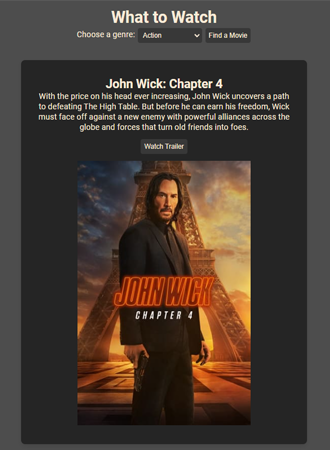 What to Watch
Choose a genre: Action Find a Movie
John Wick: Chapter 4
With the price on his head ever increasing, John Wick uncovers a path
to defeating The High Table. But before he can earn his freedom, Wick
must face off against a new enemy with powerful alliances across the
globe and forces that turn old friends into foes.
Watch Trailer
JOHN WICK
CHAPTER 4